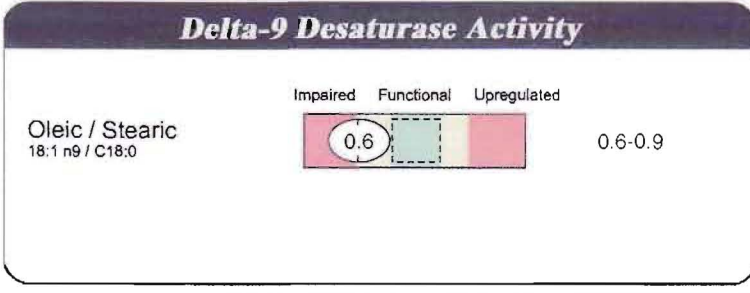 Delta-9 Desaturase Activity
Impaired Functional Upregulated
Oleic / Stearic
18:1 n9 / C18:0
0.6
0.6-0.9